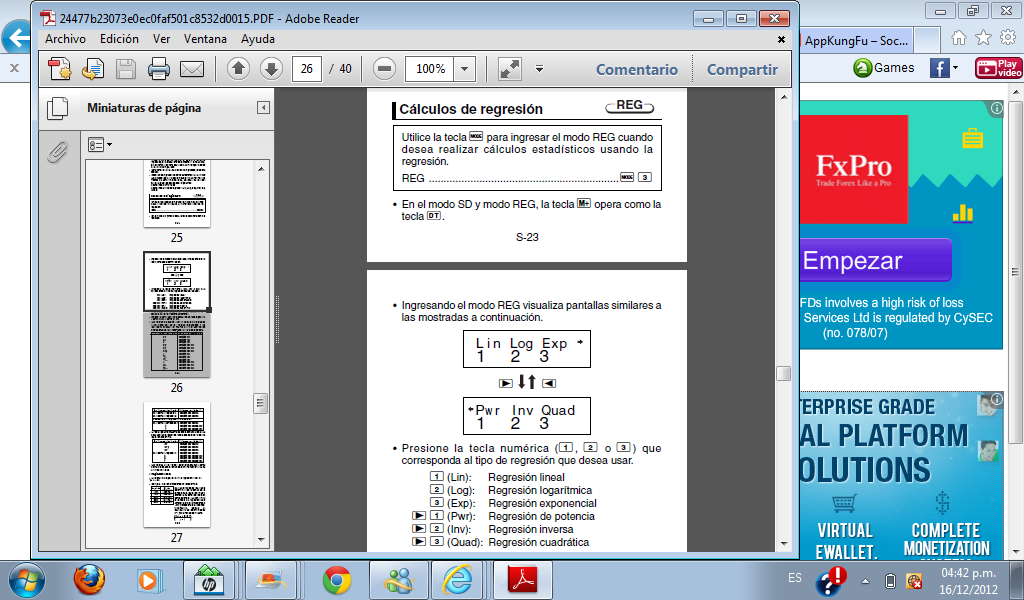 24477b23073e0ec0faf501c8532d0015.PDF - Adobe Reader
Archivo Edición Ver Ventana Ayuda
26 / 40 100% Comentario Compartir
Miniaturas de página
25
26
27
Cálculos de regresión REG
Utilice la tecla MODE para ingresar el modo REG cuando
desea realizar cálculos estadísticos usando la
regresión.
REG ................................................................ MODE 3
• En el modo SD y modo REG, la tecla M+ opera como la
tecla DT.
S-23
• Ingresando el modo REG visualiza pantallas similares a
las mostradas a continuación.
Lin Log Exp
1 2 3
Pwr Inv Quad
1 2 3
• Presione la tecla numérica (1, 2 o 3) que
corresponda al tipo de regresión que desea usar.
1 (Lin): Regresión lineal
2 (Log): Regresión logarítmica
3 (Exp): Regresión exponencial
1 (Pwr): Regresión de potencia
2 (Inv): Regresión inversa
3 (Quad): Regresión cuadrática
AppKungFu – Soc...
Games
Play
video
FxPro
Trade Forex Like a Pro
Empezar
FDs involves a high risk of loss
Services Ltd is regulated by CySEC
(no. 078/07)
TERPRISE GRADE
AL PLATFORM
OLUTIONS
VIRTUAL
EWALLET.
COMPLETE
MONETIZATION
hp
ES
04:42 p.m.
16/12/2012